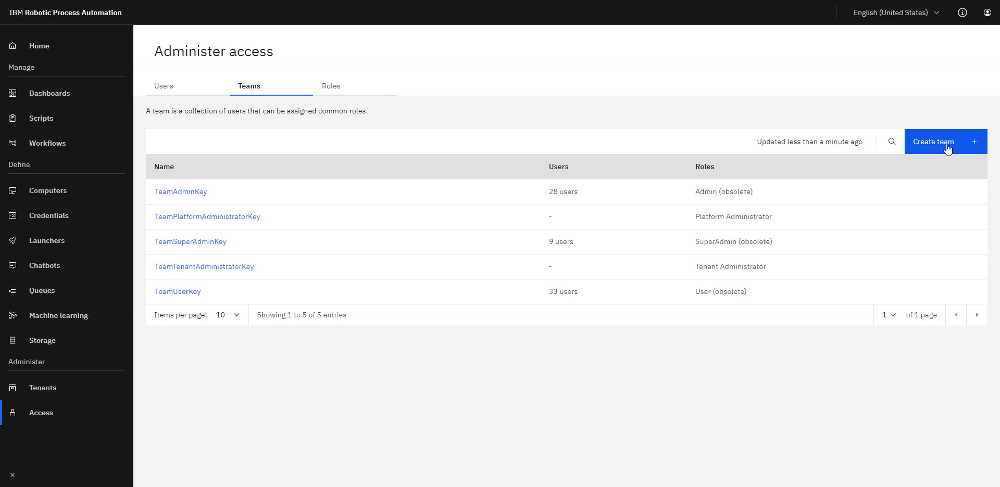 IBM Robotic Process Automation
English (United States)
Home
Manage
Dashboards
Scripts
Workflows
Define
Computers
Credentials
Launchers
Chatbots
Queues
Machine learning
Storage
Administer
Tenants
Access
Administer access
Users Teams Roles
A team is a collection of users that can be assigned common roles.
Updated less than a minute ago Create team +
Name Users Roles
TeamAdminKey 28 users Admin (obsolete)
TeamPlatformAdministratorKey - Platform Administrator
TeamSuperAdminKey 9 users SuperAdmin (obsolete)
TeamTenantAdministratorKey - Tenant Administrator
TeamUserKey 33 users User (obsolete)
Items per page: 10 Showing 1 to 5 of 5 entries 1 of 1 page